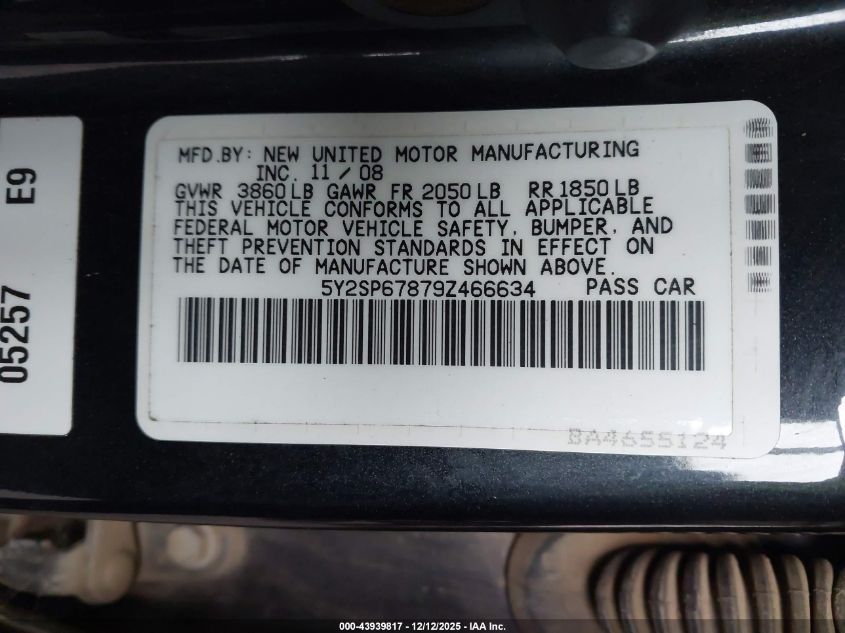 MFD.BY: NEW UNITED MOTOR MANUFACTURING
INC. 11 / 08
GVWR 3860 LB GAWR FR 2050 LB RR 1850 LB
THIS VEHICLE CONFORMS TO ALL APPLICABLE
FEDERAL MOTOR VEHICLE SAFETY, BUMPER, AND
THEFT PREVENTION STANDARDS IN EFFECT ON
THE DATE OF MANUFACTURE SHOWN ABOVE.
5Y2SP67879Z466634 PASS CAR
BA4655124
05257 E9
000-43939817 - 12/12/2025 - IAA Inc.